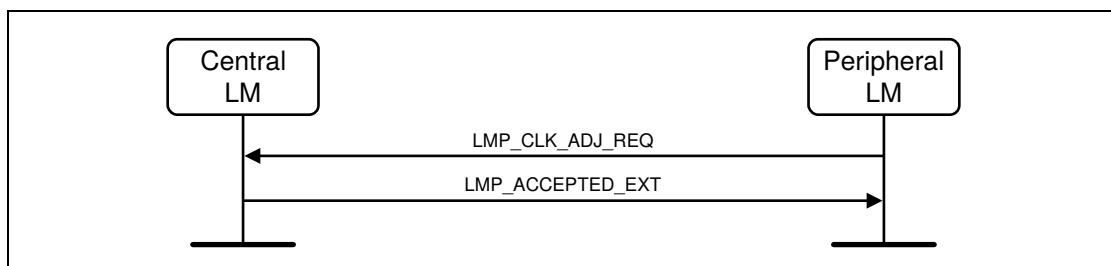 Central
LM
Peripheral
LM
LMP_CLK_ADJ_REQ
LMP_ACCEPTED_EXT